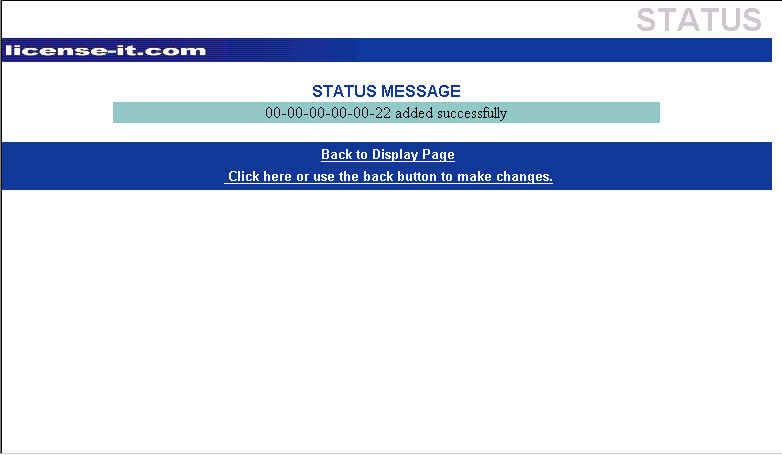 STATUS
license-it.com
STATUS MESSAGE
00-00-00-00-00-22 added successfully
Back to Display Page
Click here or use the back button to make changes.